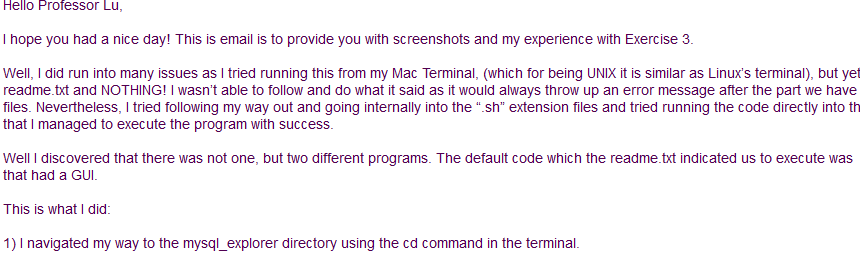 Hello Professor Lu,
I hope you had a nice day! This is email is to provide you with screenshots and my experience with Exercise 3.
Well, I did run into many issues as I tried running this from my Mac Terminal, (which for being UNIX it is similar as Linux's terminal), but yet
readme.txt and NOTHING! I wasn't able to follow and do what it said as it would always throw up an error message after the part we have
files. Nevertheless, I tried following my way out and going internally into the “.sh” extension files and tried running the code directly into th
that I managed to execute the program with success.
Well I discovered that there was not one, but two different programs. The default code which the readme.txt indicated us to execute was
that had a GUI.
This is what I did:
1) I navigated my way to the mysql_explorer directory using the cd command in the terminal.